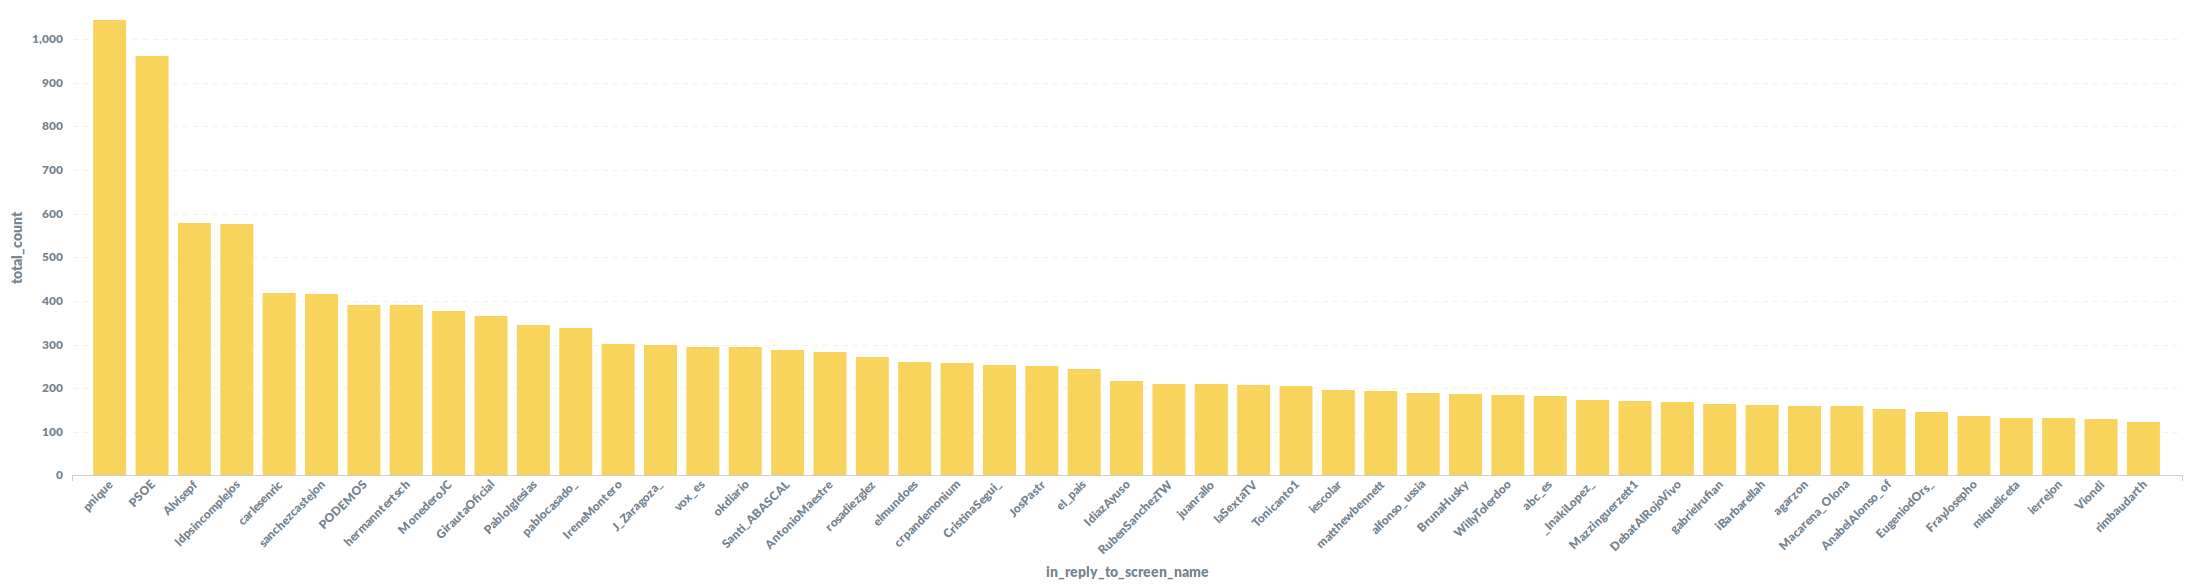 1,000
900
800
700
600
500
400
300
200
100
0
total_count
pnique
PSOE
Alvisepf
Idpsincomplejos
carlesenric
sanchezcastejon
PODEMOS
hermanntertsch
MonederoJC
GirautaOficial
PabloIglesias
pablocasado_
IreneMontero
J_Zaragoza_
vox_es
okdiario
Santi_ABASCAL
AntonioMaestre
rosadiezglez
elmundoes
crpandemonium
CristinaSegui_
JosPastr
el_pais
IdiazAyuso
RubenSanchezTW
juanrallo
laSextaTV
Tonicanto1
iescolar
matthewbennett
alfonso_ussia
BrunaHusky
WillyTolerdoo
abc_es
_InakiLopez_
Mazzinguerzett1
DebatAlRojoVivo
gabrielrufian
iBarbarellah
agarzon
Macarena_Olona
AnabelAlonso_of
EugeniodOrs_
FrayJosepho
miqueliceta
ierrejon
Viondi
rimbaudarth
in_reply_to_screen_name